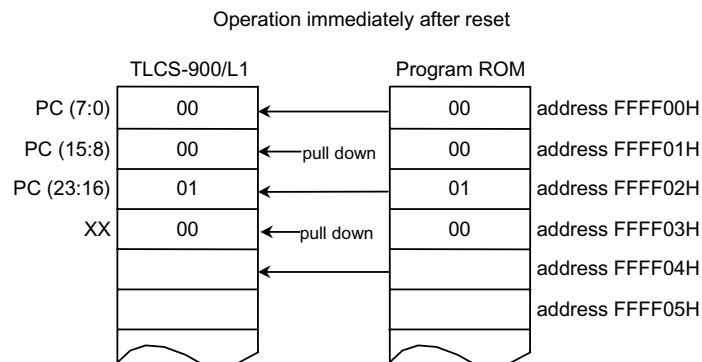 Operation immediately after reset
TLCS-900/L1 Program ROM
PC (7:0) 00 00 address FFFF00H
PC (15:8) 00 pull down 00 address FFFF01H
PC (23:16) 01 01 address FFFF02H
XX 00 pull down 00 address FFFF03H
address FFFF04H
address FFFF05H